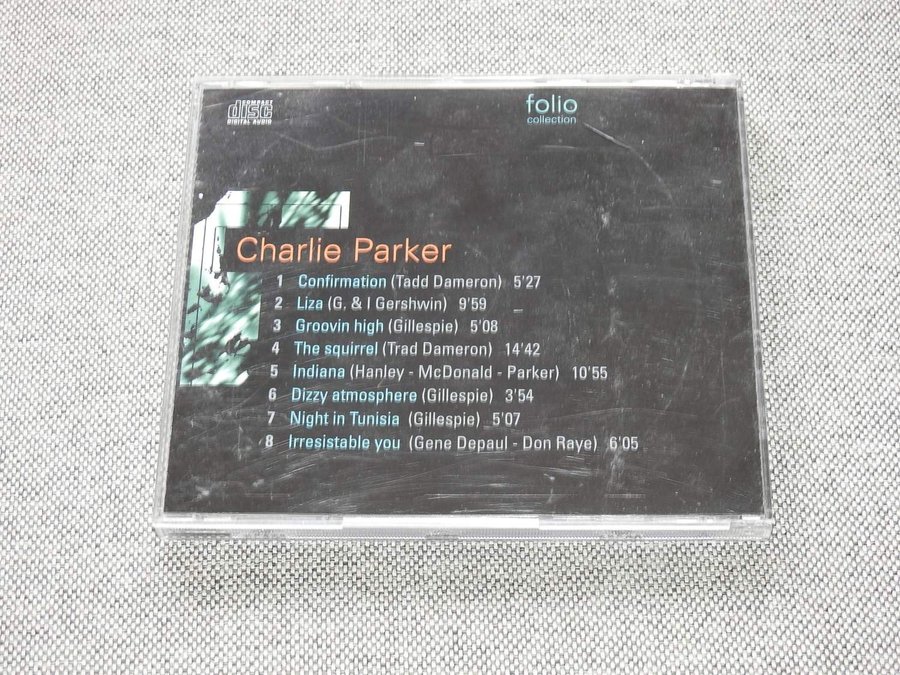 COMPACT
disc
DIGITAL AUDIO
folio
collection
Charlie Parker
1 Confirmation (Tadd Dameron) 5'27
2 Liza (G. & I Gershwin) 9'59
3 Groovin high (Gillespie) 5'08
4 The squirrel (Trad Dameron) 14'42
5 Indiana (Hanley - McDonald - Parker) 10'55
6 Dizzy atmosphere (Gillespie) 3'54
7 Night in Tunisia (Gillespie) 5'07
8 Irresistable you (Gene Depaul - Don Raye) 6'05